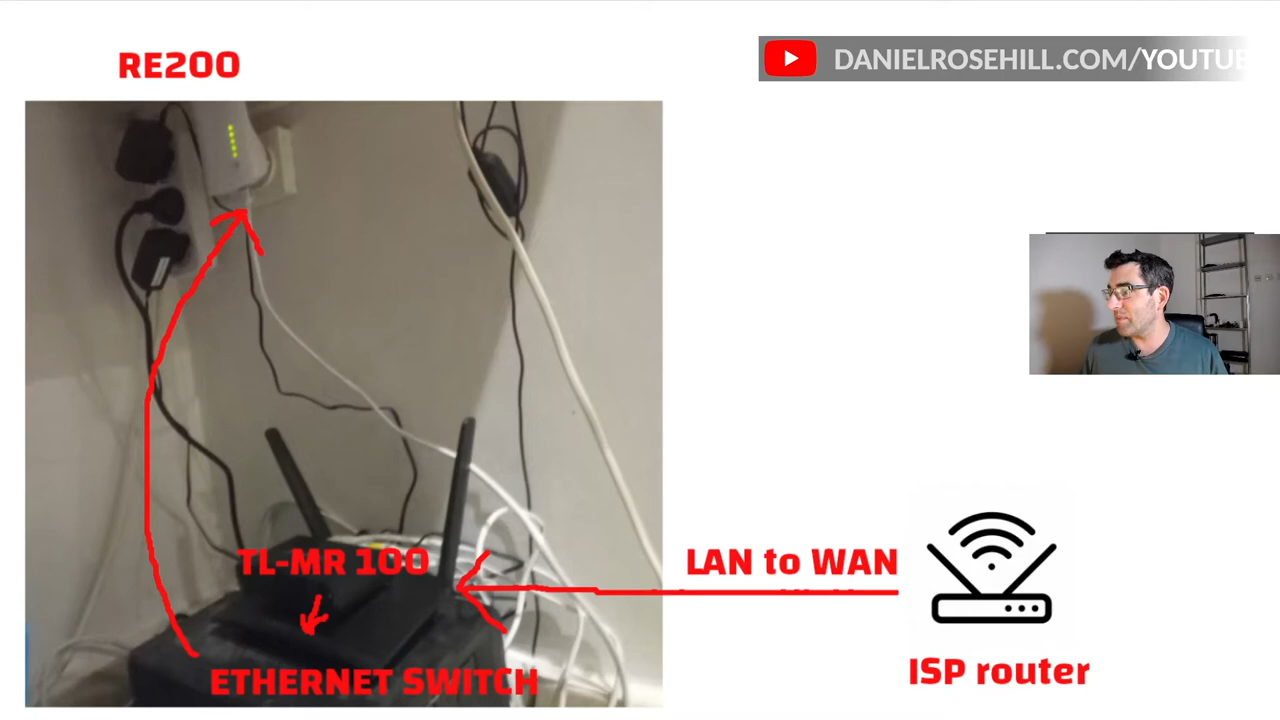 RE200
DANIELROSEHILL.COM/YOUTUBE
TL-MR 100
LAN to WAN
ETHERNET SWITCH
ISP router